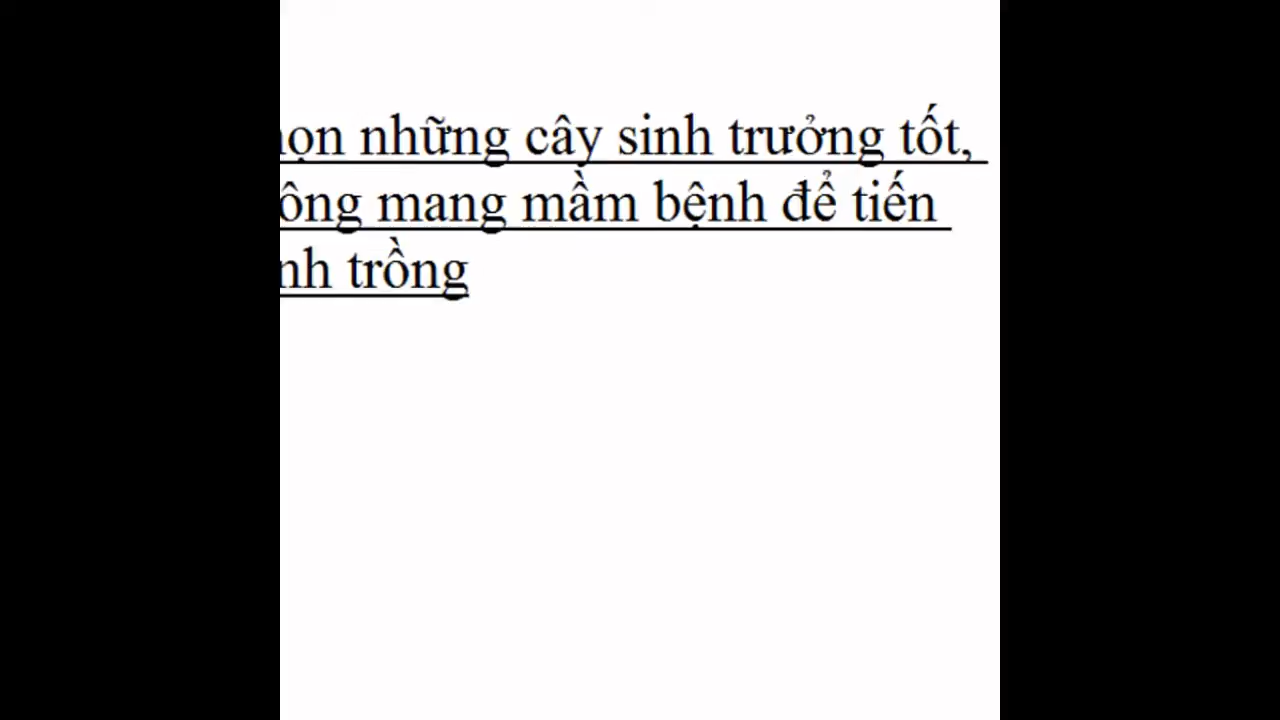 họn những cây sinh trưởng tốt,
ông mang mầm bệnh để tiến
nh trồng